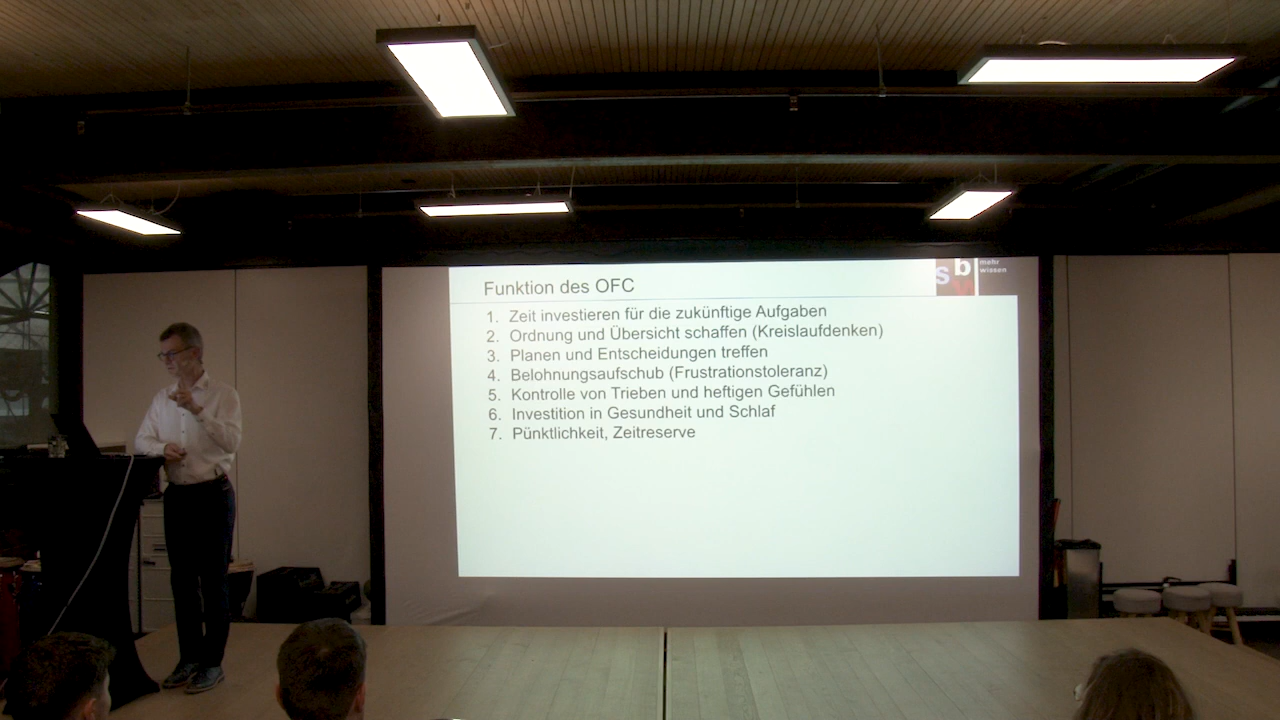 Funktion des OFC
sbv mehr
wissen
1. Zeit investieren für die zukünftige Aufgaben
2. Ordnung und Übersicht schaffen (Kreislaufdenken)
3. Planen und Entscheidungen treffen
4. Belohnungsaufschub (Frustrationstoleranz)
5. Kontrolle von Trieben und heftigen Gefühlen
6. Investition in Gesundheit und Schlaf
7. Pünktlichkeit, Zeitreserve